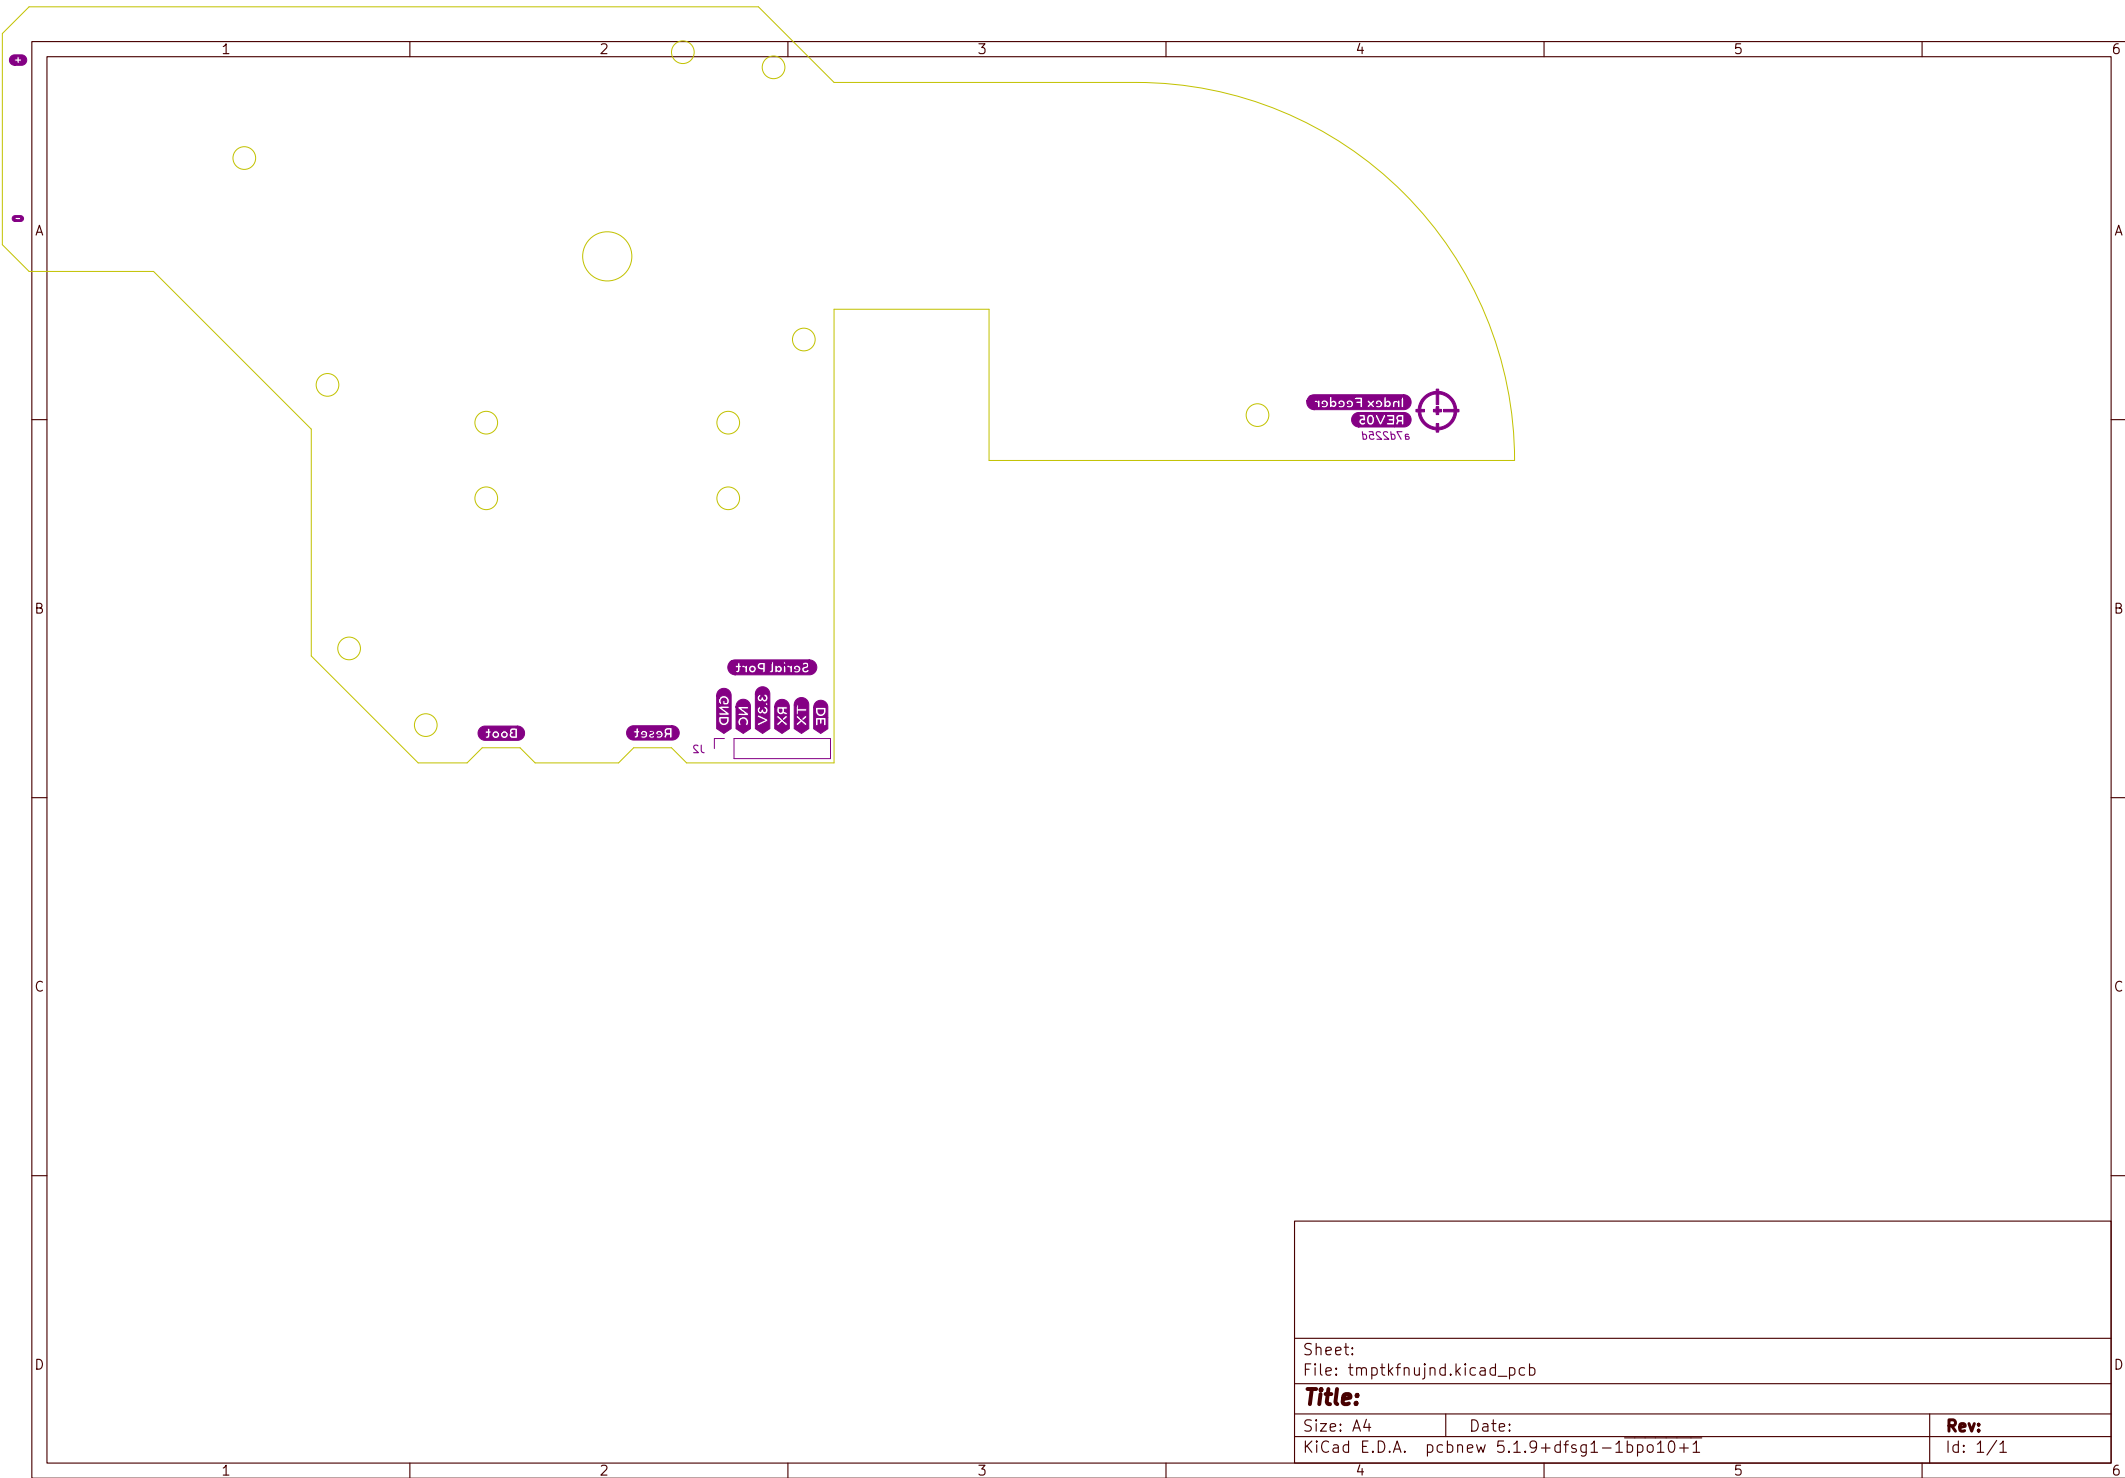 1 2 3 4 5 6
+
-
A A
Index Feeder
REV05
a7d225d
B B
Serial Port
GND NC 3.3V RX TX DE
Boot Reset
J2
C C
Sheet:
File: tmptkfnujnd.kicad_pcb
D D
Title:
Size: A4 Date: Rev:
KiCad E.D.A. pcbnew 5.1.9+dfsg1-1bpo10+1 Id: 1/1
1 2 3 4 5 6